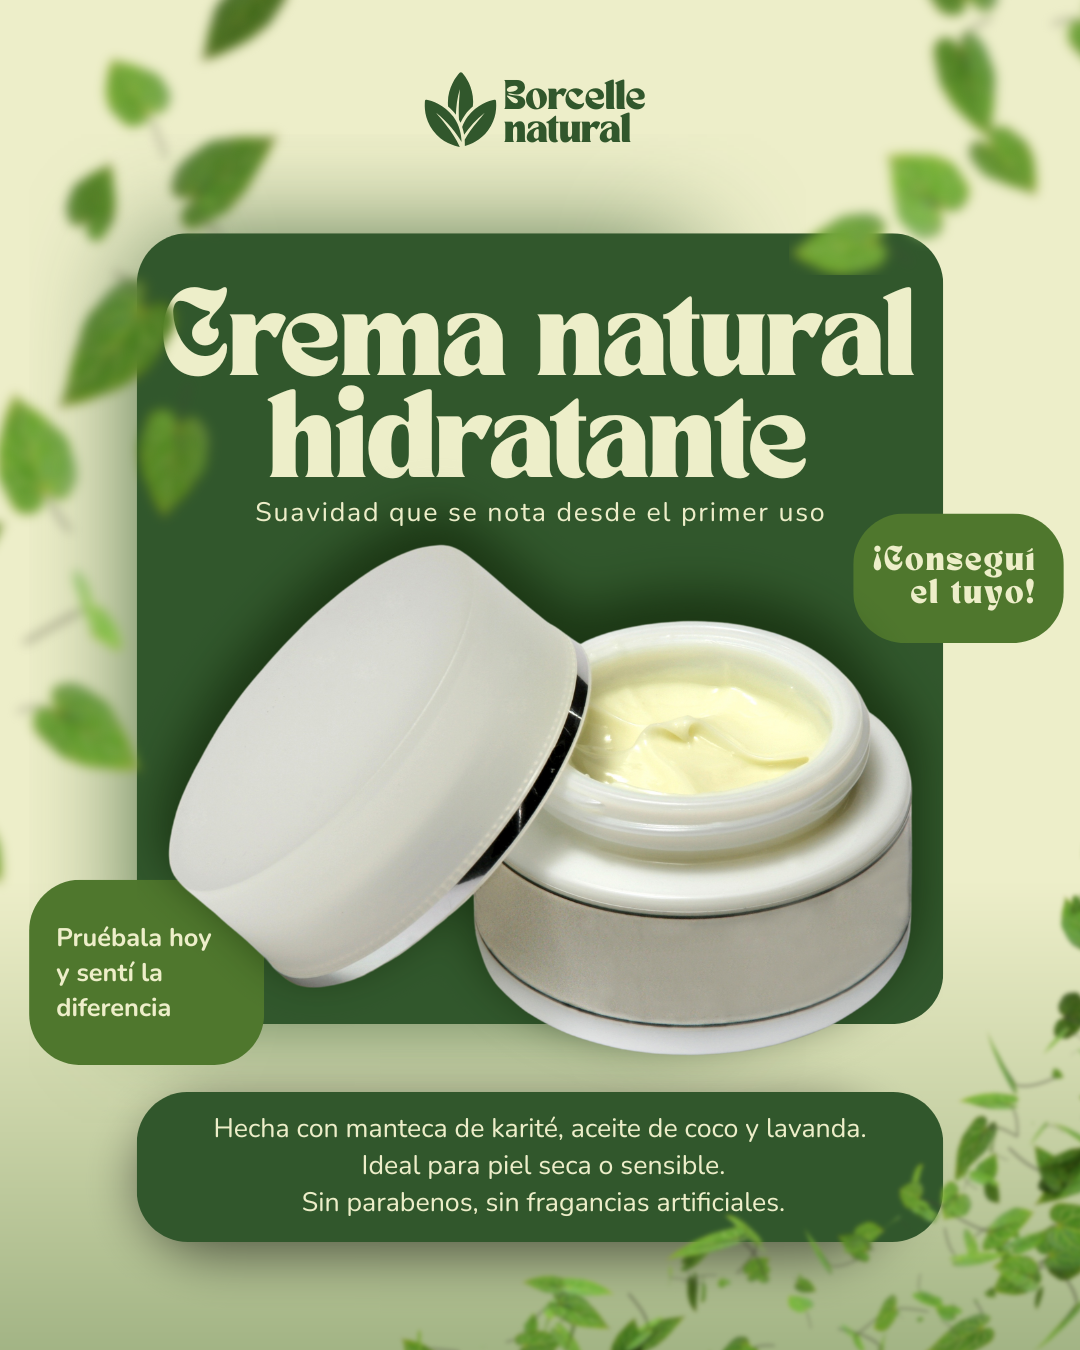 Borcelle
natural
Crema natural
hidratante
Suavidad que se nota desde el primer uso
¡Conseguí
el tuyo!
Pruébala hoy
y sentí la
diferencia
Hecha con manteca de karité, aceite de coco y lavanda.
Ideal para piel seca o sensible.
Sin parabenos, sin fragancias artificiales.